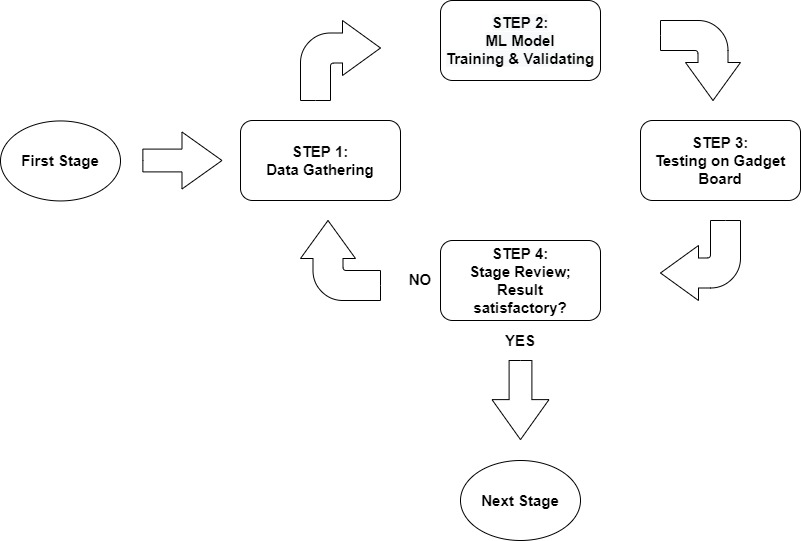 STEP 2:
ML Model
Training & Validating
First Stage
STEP 1:
Data Gathering
STEP 3:
Testing on Gadget
Board
NO
STEP 4:
Stage Review;
Result
satisfactory?
YES
Next Stage